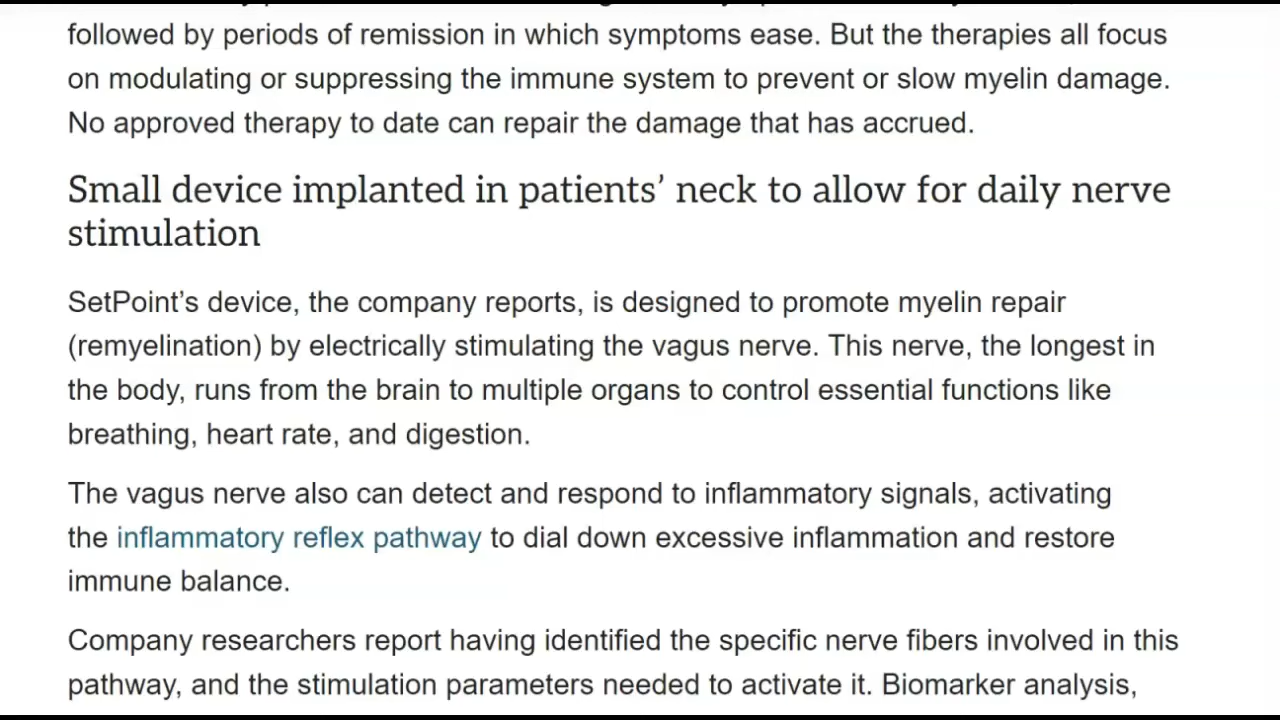 followed by periods of remission in which symptoms ease. But the therapies all focus
on modulating or suppressing the immune system to prevent or slow myelin damage.
No approved therapy to date can repair the damage that has accrued.
Small device implanted in patients’ neck to allow for daily nerve
stimulation
SetPoint’s device, the company reports, is designed to promote myelin repair
(remyelination) by electrically stimulating the vagus nerve. This nerve, the longest in
the body, runs from the brain to multiple organs to control essential functions like
breathing, heart rate, and digestion.
The vagus nerve also can detect and respond to inflammatory signals, activating
the inflammatory reflex pathway to dial down excessive inflammation and restore
immune balance.
Company researchers report having identified the specific nerve fibers involved in this
pathway, and the stimulation parameters needed to activate it. Biomarker analysis,